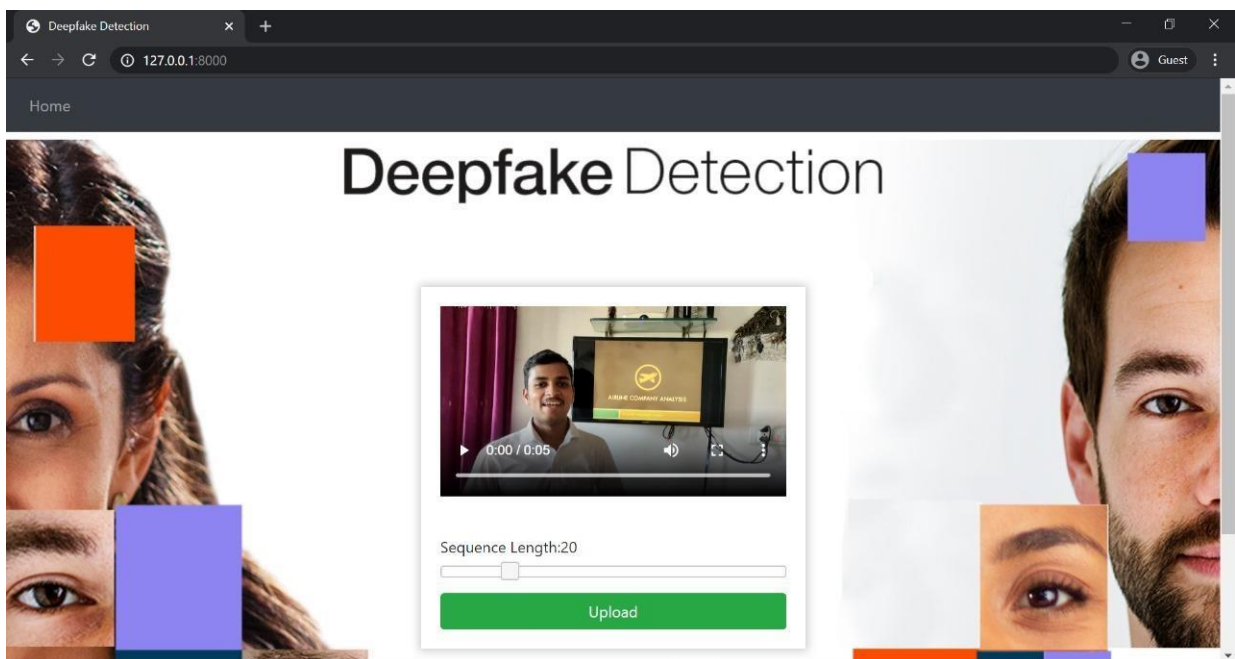 Deepfake Detection
127.0.0.1:8000
Guest
Home
Deepfake Detection
AIRLINE COMPANY ANALYSIS
0:00 / 0:05
Sequence Length:20
Upload